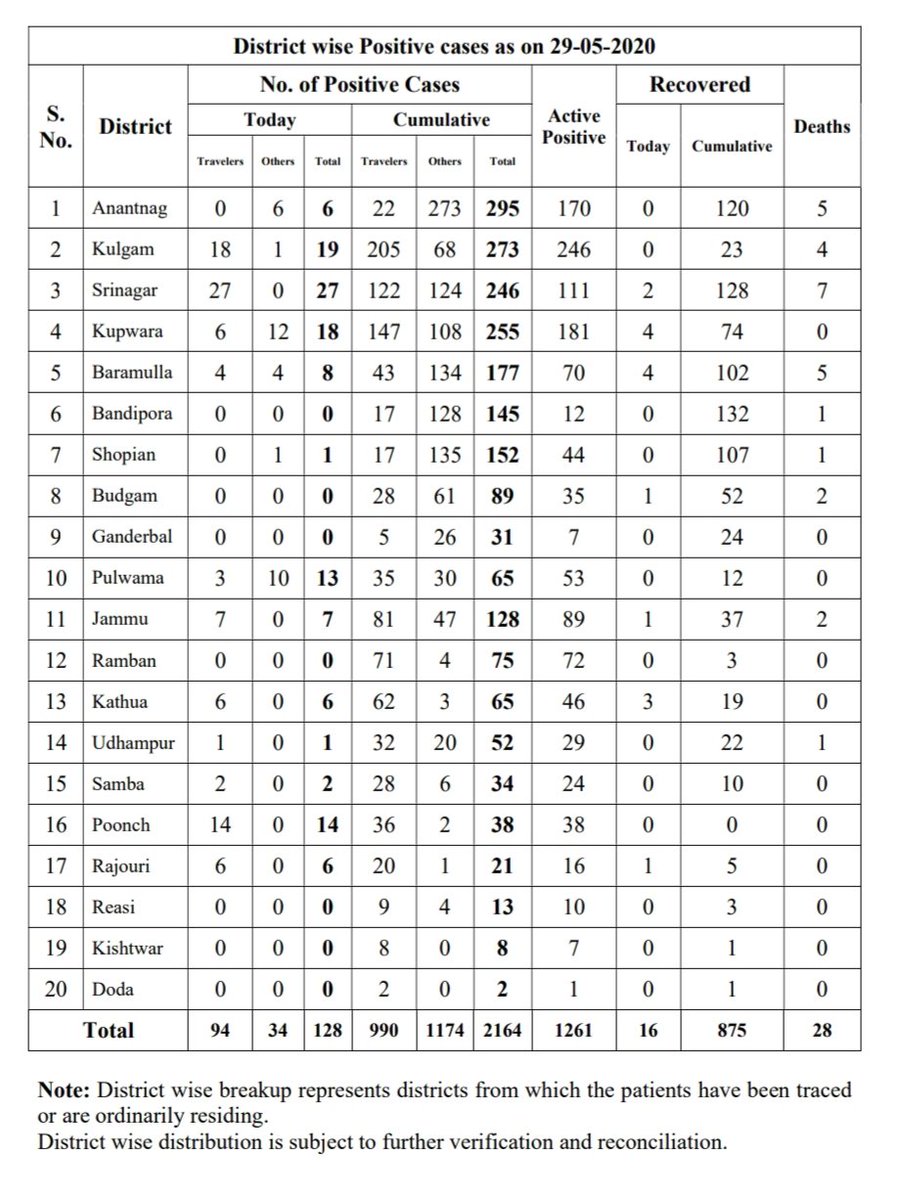 District wise Positive cases as on 29-05-2020
S. No. District No. of Positive Cases Active Positive Recovered Deaths
Today Cumulative Today Cumulative
Travelers Others Total Travelers Others Total
1 Anantnag 0 6 6 22 273 295 170 0 120 5
2 Kulgam 18 1 19 205 68 273 246 0 23 4
3 Srinagar 27 0 27 122 124 246 111 2 128 7
4 Kupwara 6 12 18 147 108 255 181 4 74 0
5 Baramulla 4 4 8 43 134 177 70 4 102 5
6 Bandipora 0 0 0 17 128 145 12 0 132 1
7 Shopian 0 1 1 17 135 152 44 0 107 1
8 Budgam 0 0 0 28 61 89 35 1 52 2
9 Ganderbal 0 0 0 5 26 31 7 0 24 0
10 Pulwama 3 10 13 35 30 65 53 0 12 0
11 Jammu 7 0 7 81 47 128 89 1 37 2
12 Ramban 0 0 0 71 4 75 72 0 3 0
13 Kathua 6 0 6 62 3 65 46 3 19 0
14 Udhampur 1 0 1 32 20 52 29 0 22 1
15 Samba 2 0 2 28 6 34 24 0 10 0
16 Poonch 14 0 14 36 2 38 38 0 0 0
17 Rajouri 6 0 6 20 1 21 16 1 5 0
18 Reasi 0 0 0 9 4 13 10 0 3 0
19 Kishtwar 0 0 0 8 0 8 7 0 1 0
20 Doda 0 0 0 2 0 2 1 0 1 0
Total 94 34 128 990 1174 2164 1261 16 875 28
Note: District wise breakup represents districts from which the patients have been traced
or are ordinarily residing.
District wise distribution is subject to further verification and reconciliation.